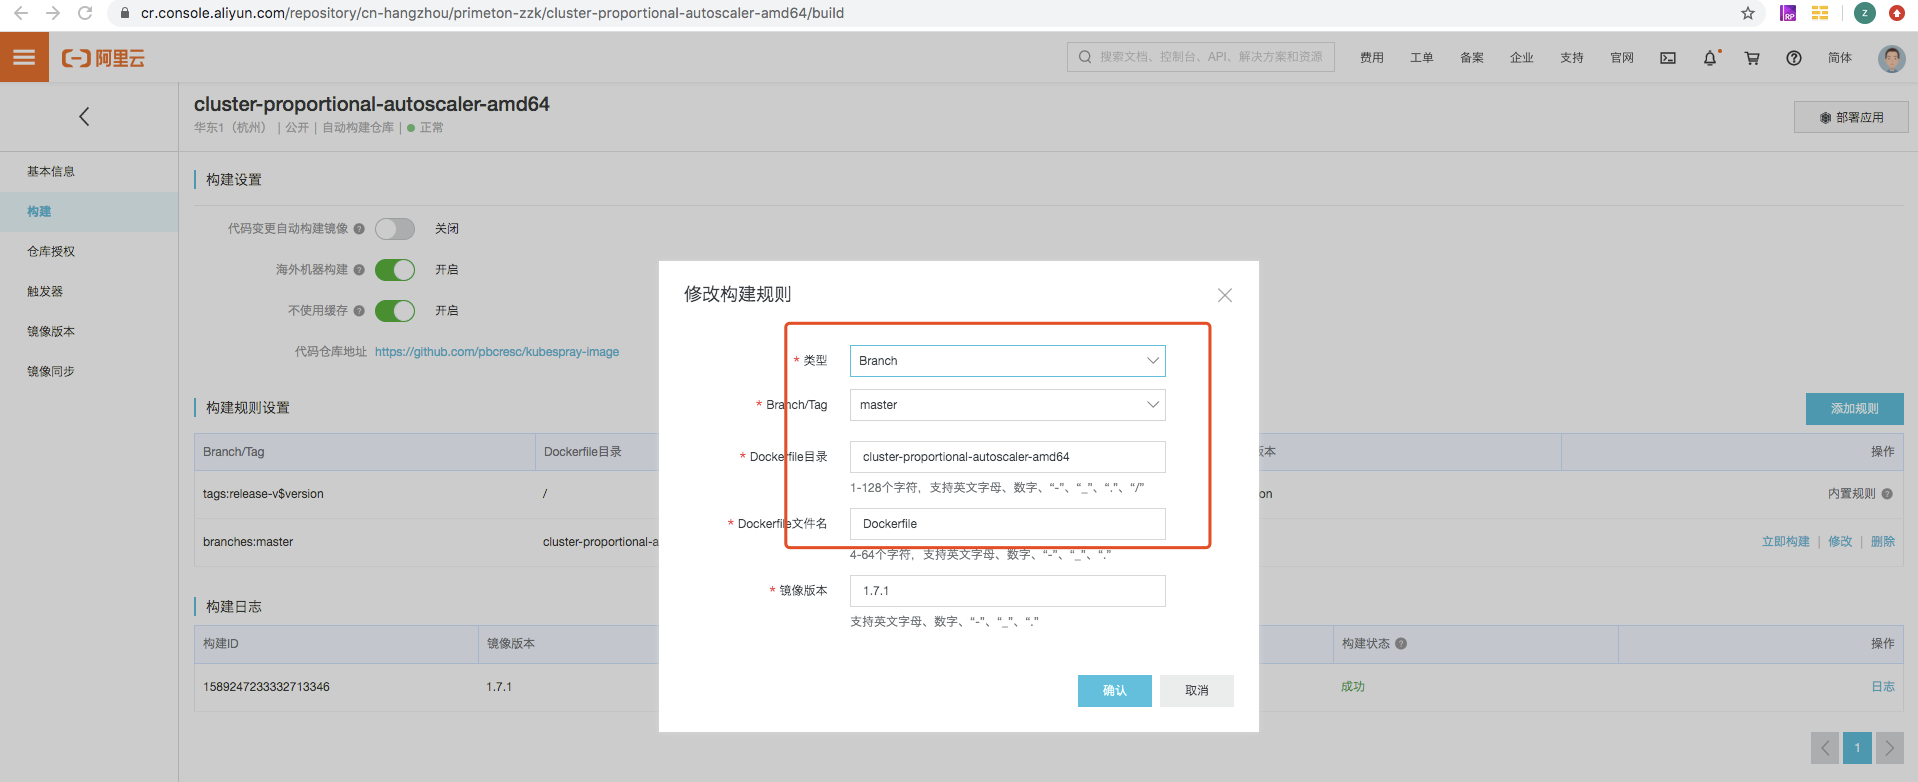 cr.console.aliyun.com/repository/cn-hangzhou/primeton-zzk/cluster-proportional-autoscaler-amd64/build
RP
z
阿里云
搜索文档、控制台、API、解决方案和资源
费用
工单
备案
企业
支持
官网
简体
cluster-proportional-autoscaler-amd64
华东1（杭州） | 公开 | 自动构建仓库 | 正常
部署应用
基本信息
构建
仓库授权
触发器
镜像版本
镜像同步
构建设置
代码变更自动构建镜像 ? 关闭
海外机器构建 ? 开启
不使用缓存 ? 开启
代码仓库地址 https://github.com/pbcresc/kubespray-image
构建规则设置
添加规则
Branch/Tag Dockerfile目录 版本 操作
tags:release-v$version / on 内置规则 ?
branches:master cluster-proportional-a 立即构建 | 修改 | 删除
构建日志
构建ID 镜像版本 构建状态 ? 操作
1589247233332713346 1.7.1 成功 日志
1
修改构建规则
* 类型 Branch
* Branch/Tag master
* Dockerfile目录 cluster-proportional-autoscaler-amd64
1-128个字符，支持英文字母、数字、“-”、“_”、“.”、“/”
* Dockerfile文件名 Dockerfile
4-64个字符，支持英文字母、数字、“-”、“_”、“.”
* 镜像版本 1.7.1
支持英文字母、数字、“-”、“_”、“.”
确认
取消